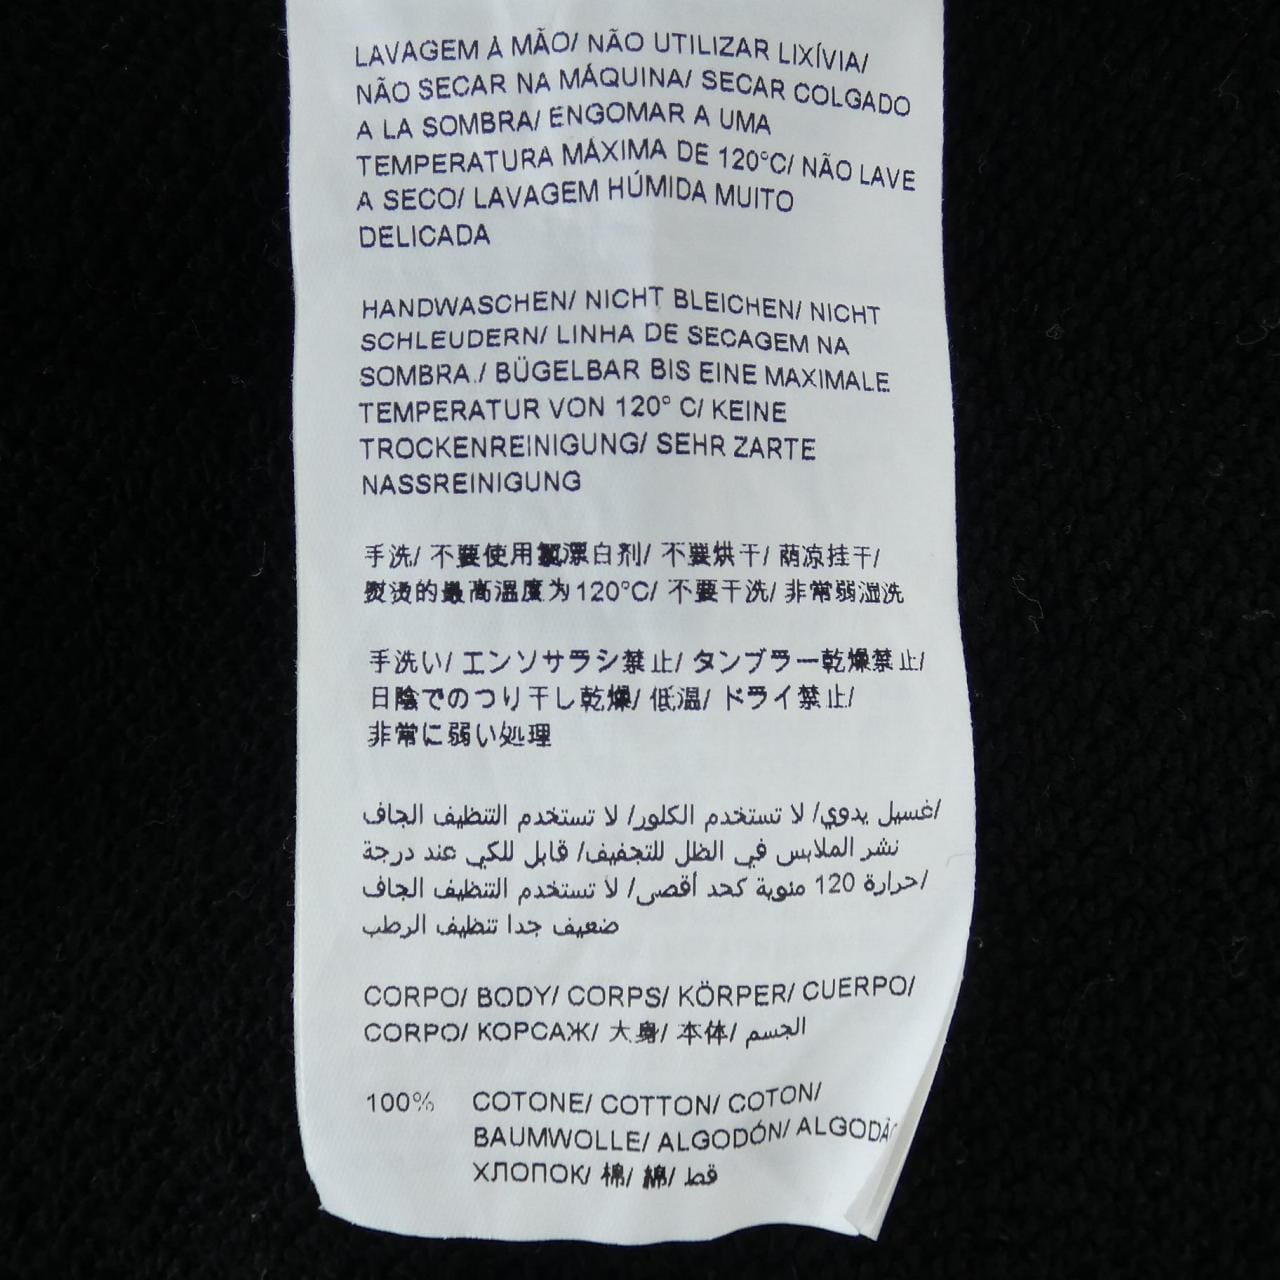 LAVAGEM À MÃO/ NÃO UTILIZAR LIXÍVIA/
NÃO SECAR NA MÁQUINA/ SECAR COLGADO
A LA SOMBRA/ ENGOMAR A UMA
TEMPERATURA MÁXIMA DE 120°C/ NÃO LAVE
A SECO/ LAVAGEM HÚMIDA MUITO
DELICADA
HANDWASCHEN/ NICHT BLEICHEN/ NICHT
SCHLEUDERN/ LINHA DE SECAGEM NA
SOMBRA./ BÜGELBAR BIS EINE MAXIMALE
TEMPERATUR VON 120° C/ KEINE
TROCKENREINIGUNG/ SEHR ZARTE
NASSREINIGUNG
手洗/ 不要使用氯漂白剂/ 不要烘干/ 荫凉挂干/
熨烫的最高温度为120°C/ 不要干洗/ 非常弱湿洗
手洗い/ エンソサラシ禁止/ タンブラー乾燥禁止/
日陰でのつり干し乾燥/ 低温/ ドライ禁止/
非常に弱い処理
غسيل يدوي/ لا تستخدم الكلور/ لا تستخدم التنظيف الجاف/
نشر الملابس في الظل للتجفيف/ قابل للكي عند درجة
حرارة 120 مئوية كحد أقصى/ لا تستخدم التنظيف الجاف/
ضعيف جدا تنظيف الرطب
CORPO/ BODY/ CORPS/ KÖRPER/ CUERPO/
CORPO/ КОРСАЖ/ 大身/ 本体/ الجسم
100% COTONE/ COTTON/ COTON/
BAUMWOLLE/ ALGODÓN/ ALGODÃ
ХЛОПОК/ 棉/ 綿/ قط